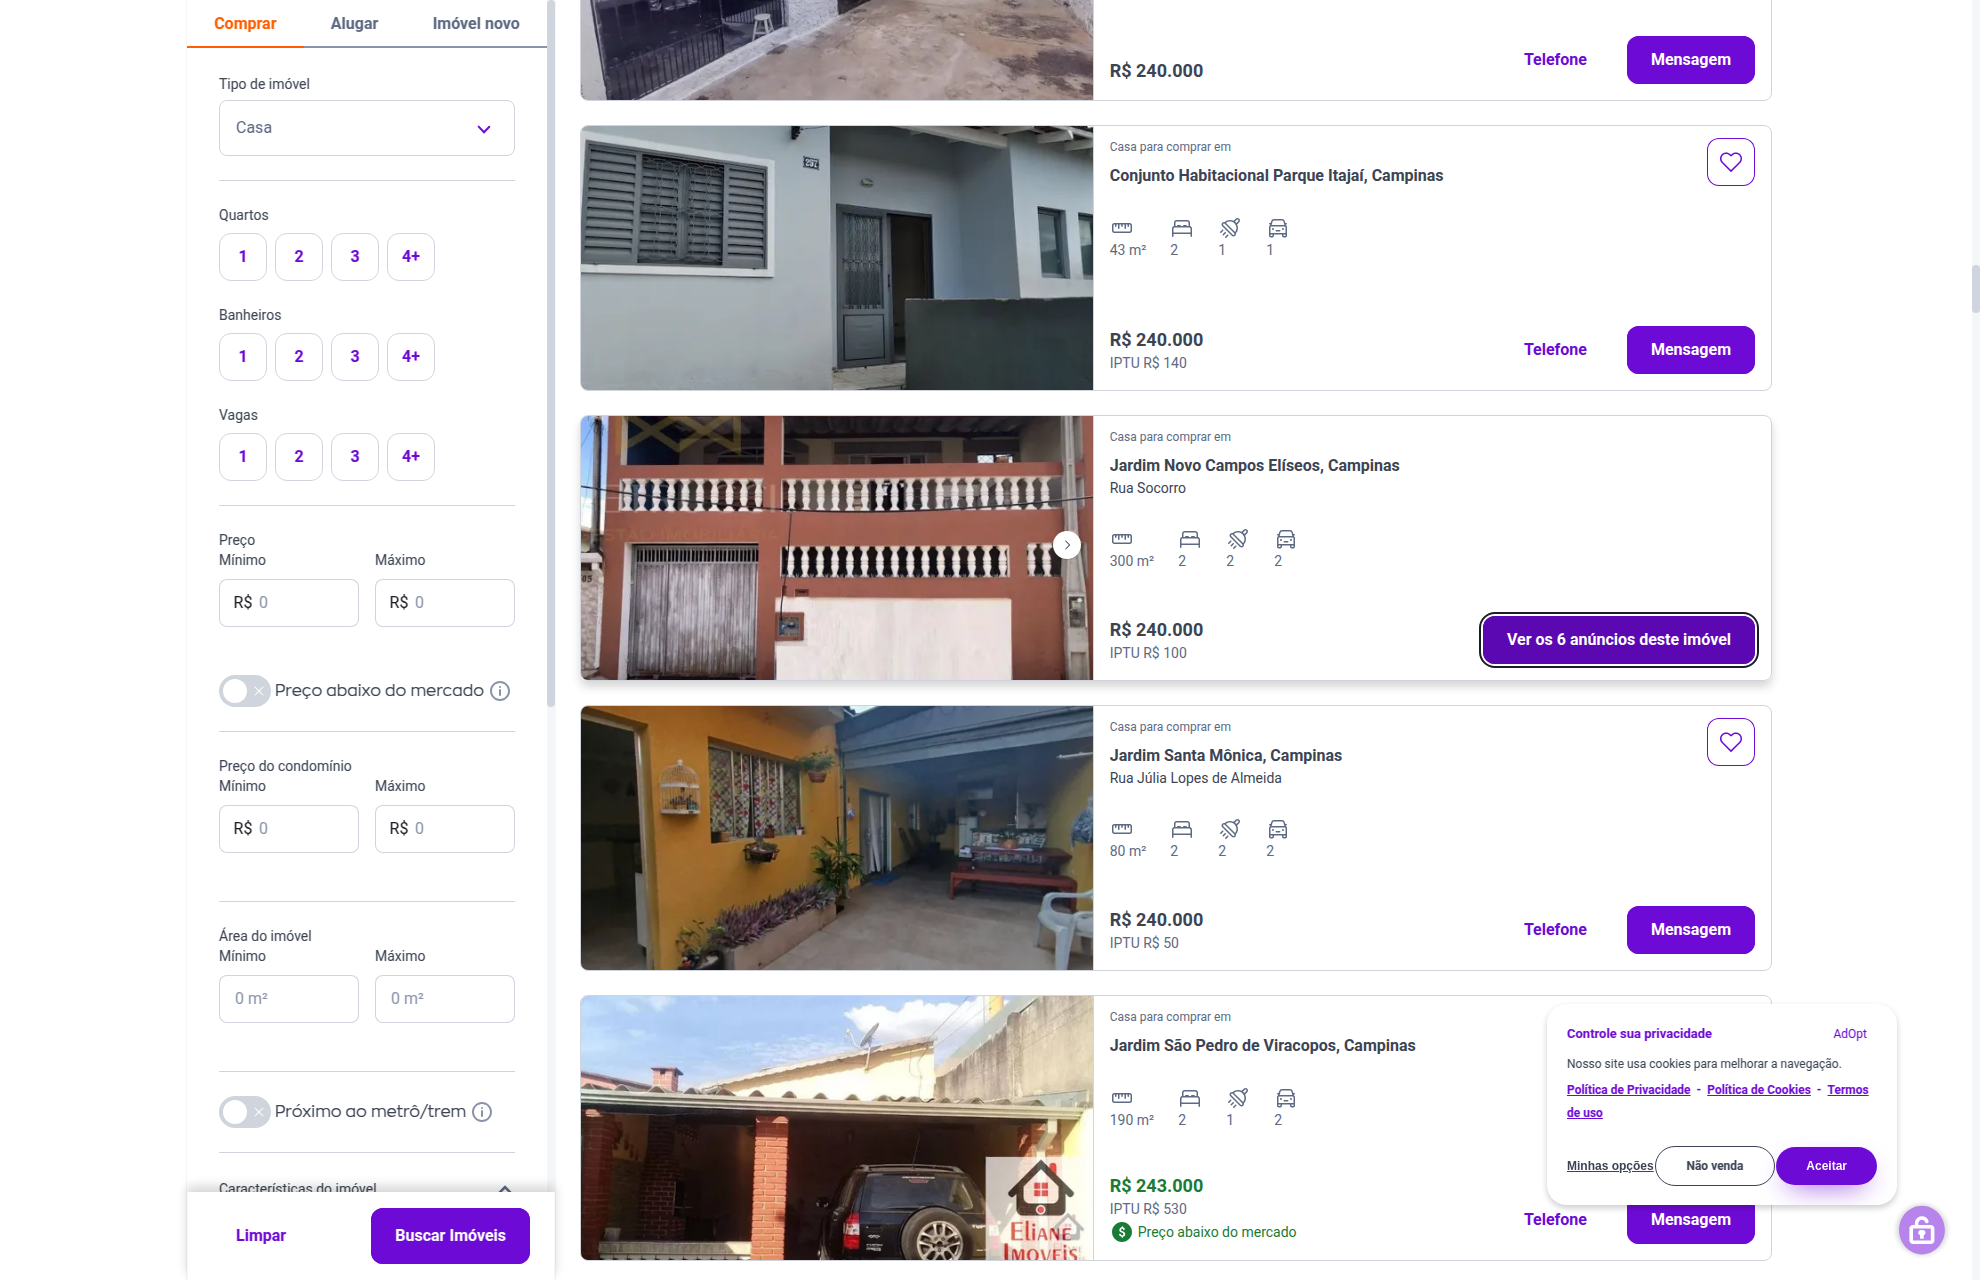 Comprar
Alugar
Imóvel novo
Tipo de imóvel
Casa
Quartos
1
2
3
4+
Banheiros
1
2
3
4+
Vagas
1
2
3
4+
Preço
Mínimo
Máximo
R$ 0
R$ 0
Preço abaixo do mercado
Preço do condomínio
Mínimo
Máximo
R$ 0
R$ 0
Área do imóvel
Mínimo
Máximo
0 m²
0 m²
Próximo ao metrô/trem
Características do imóvel
Limpar
Buscar Imóveis
R$ 240.000
Telefone
Mensagem
Casa para comprar em
Conjunto Habitacional Parque Itajaí, Campinas
43 m²
2
1
1
R$ 240.000
IPTU R$ 140
Telefone
Mensagem
Casa para comprar em
Jardim Novo Campos Elíseos, Campinas
Rua Socorro
300 m²
2
2
2
R$ 240.000
IPTU R$ 100
Ver os 6 anúncios deste imóvel
Casa para comprar em
Jardim Santa Mônica, Campinas
Rua Júlia Lopes de Almeida
80 m²
2
2
2
R$ 240.000
IPTU R$ 50
Telefone
Mensagem
ELIANE
IMOVEIS
Casa para comprar em
Jardim São Pedro de Viracopos, Campinas
190 m²
2
1
2
R$ 243.000
IPTU R$ 530
Preço abaixo do mercado
Telefone
Mensagem
Controle sua privacidade
AdOpt
Nosso site usa cookies para melhorar a navegação.
Política de Privacidade - Política de Cookies - Termos
de uso
Minhas opções
Não venda
Aceitar